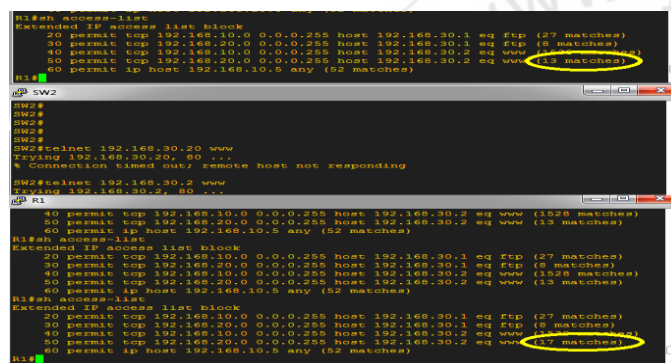 R1#sh access-list
Extended IP access list block
20 permit tcp 192.168.10.0 0.0.0.255 host 192.168.30.1 eq ftp (27 matches)
30 permit tcp 192.168.20.0 0.0.0.255 host 192.168.30.1 eq ftp (8 matches)
40 permit tcp 192.168.10.0 0.0.0.255 host 192.168.30.2 eq www matches)
50 permit tcp 192.168.20.0 0.0.0.255 host 192.168.30.2 eq www (13 matches)
60 permit ip host 192.168.10.5 any (52 matches)
R1#
SW2
SW2#
SW2#
SW2#
SW2#
SW2#telnet 192.168.30.20 www
Trying 192.168.30.20, 80 ...
% Connection timed out; remote host not responding
SW2#telnet 192.168.30.2 www
Trying 192.168.30.2, 80 ...
R1
40 permit tcp 192.168.10.0 0.0.0.255 host 192.168.30.2 eq www (1528 matches)
50 permit tcp 192.168.20.0 0.0.0.255 host 192.168.30.2 eq www (13 matches)
60 permit ip host 192.168.10.5 any (52 matches)
R1#sh access-list
Extended IP access list block
20 permit tcp 192.168.10.0 0.0.0.255 host 192.168.30.1 eq ftp (27 matches)
30 permit tcp 192.168.20.0 0.0.0.255 host 192.168.30.1 eq ftp (8 matches)
40 permit tcp 192.168.10.0 0.0.0.255 host 192.168.30.2 eq www (1528 matches)
50 permit tcp 192.168.20.0 0.0.0.255 host 192.168.30.2 eq www (13 matches)
60 permit ip host 192.168.10.5 any (52 matches)
R1#sh access-list
Extended IP access list block
20 permit tcp 192.168.10.0 0.0.0.255 host 192.168.30.1 eq ftp (27 matches)
30 permit tcp 192.168.20.0 0.0.0.255 host 192.168.30.1 eq ftp (8 matches)
40 permit tcp 192.168.10.0 0.0.0.255 host 192.168.30.2 eq www matches)
50 permit tcp 192.168.20.0 0.0.0.255 host 192.168.30.2 eq www (17 matches)
60 permit ip host 192.168.10.5 any (52 matches)
R1#